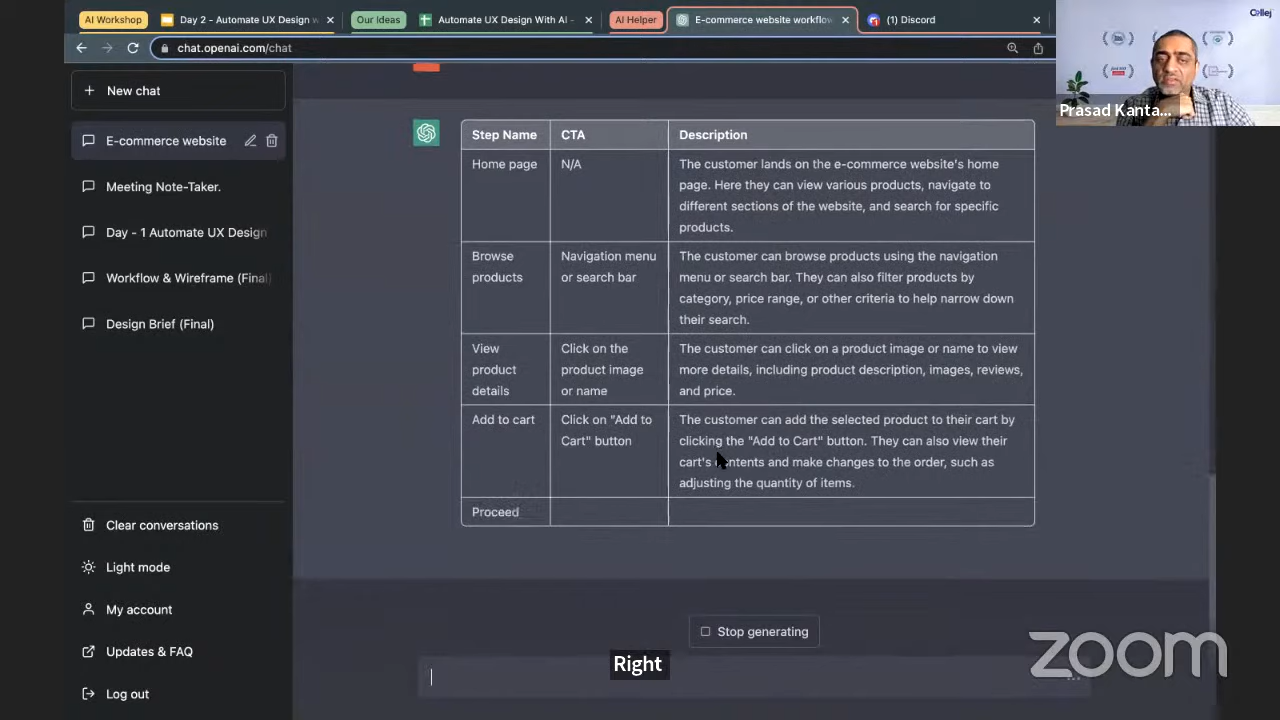 AI Workshop
Day 2 - Automate UX Design w
Our Ideas
Automate UX Design With AI -
AI Helper
E-commerce website workflow
(1) Discord
chat.openai.com/chat
Collej
Prasad Kanta...
New chat
E-commerce website
Meeting Note-Taker.
Day - 1 Automate UX Design
Workflow & Wireframe (Final)
Design Brief (Final)
Clear conversations
Light mode
My account
Updates & FAQ
Log out
Step Name CTA Description
Home page N/A The customer lands on the e-commerce website's home
page. Here they can view various products, navigate to
different sections of the website, and search for specific
products.
Browse Navigation menu The customer can browse products using the navigation
products or search bar menu or search bar. They can also filter products by
category, price range, or other criteria to help narrow down
their search.
View Click on the The customer can click on a product image or name to view
product product image more details, including product description, images, reviews,
details or name and price.
Add to cart Click on "Add to The customer can add the selected product to their cart by
Cart" button clicking the "Add to Cart" button. They can also view their
cart's contents and make changes to the order, such as
adjusting the quantity of items.
Proceed
Stop generating
Right
zoom